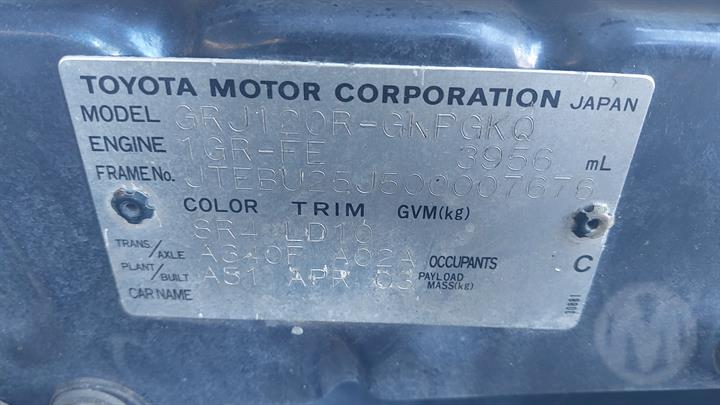 TOYOTA MOTOR CORPORATION JAPAN
MODEL GRJ120R-GKPGKQ
ENGINE 1GR-FE 3956 mL
FRAME No. JTEBU25J500007676
COLOR TRIM GVM(kg)
8R4 LD16
TRANS./AXLE A340F A02A OCCUPANTS C
PLANT/BUILT A51 APR 03 PAYLOAD MASS(kg)
CAR NAME
M